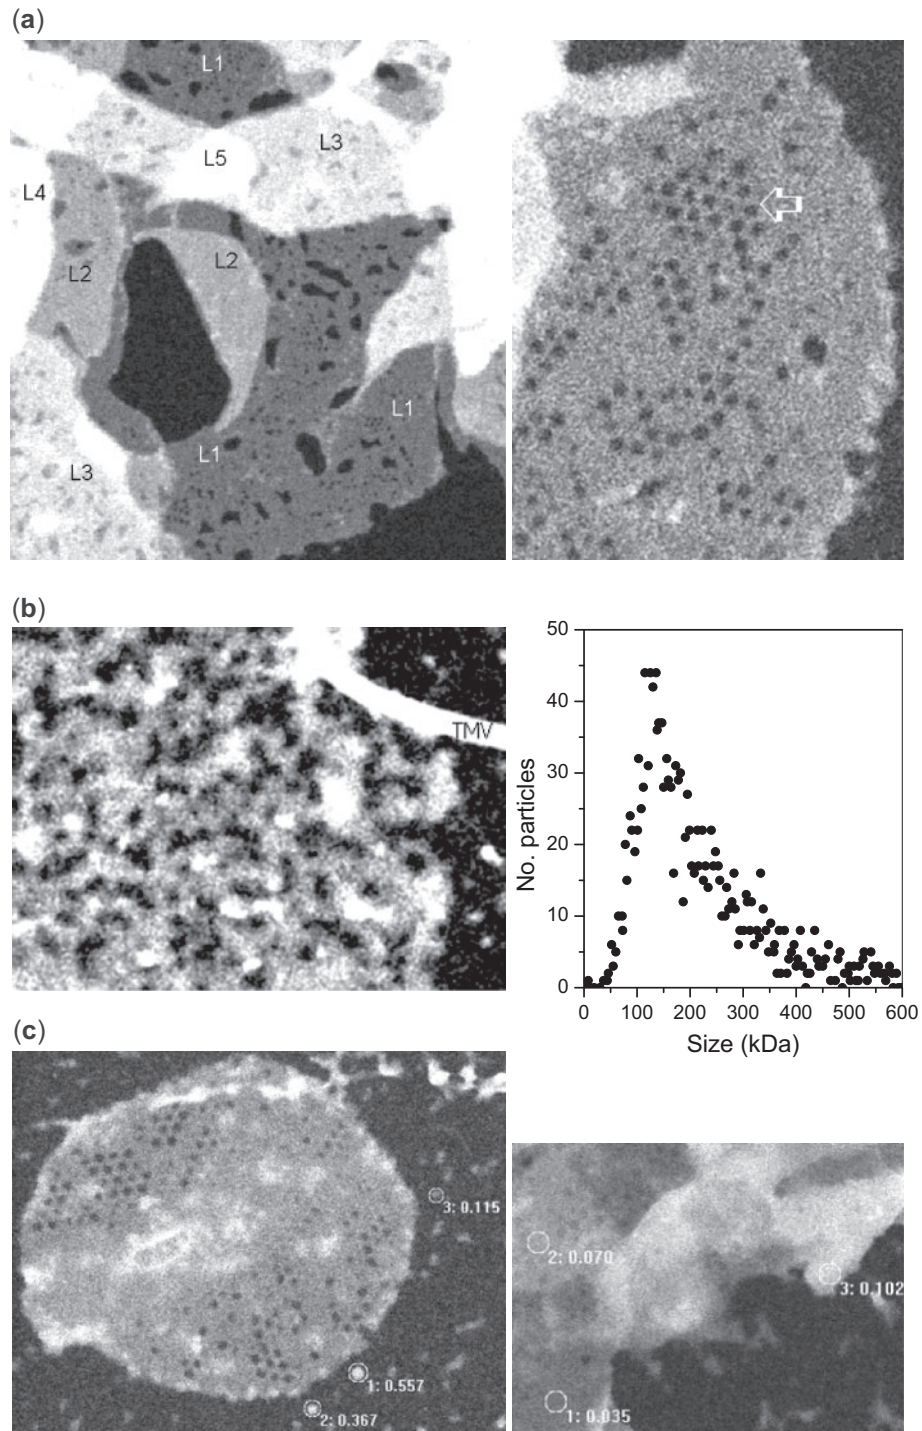 (a)
L1
L5
L3
L4
L2
L2
L1
L1
L3
(b)
TMV
50
40
30
20
10
0
No. particles
0 100 200 300 400 500 600
Size (kDa)
(c)
3: 0.115
1: 0.557
2: 0.367
2: 0.070
3: 0.102
1: 0.035